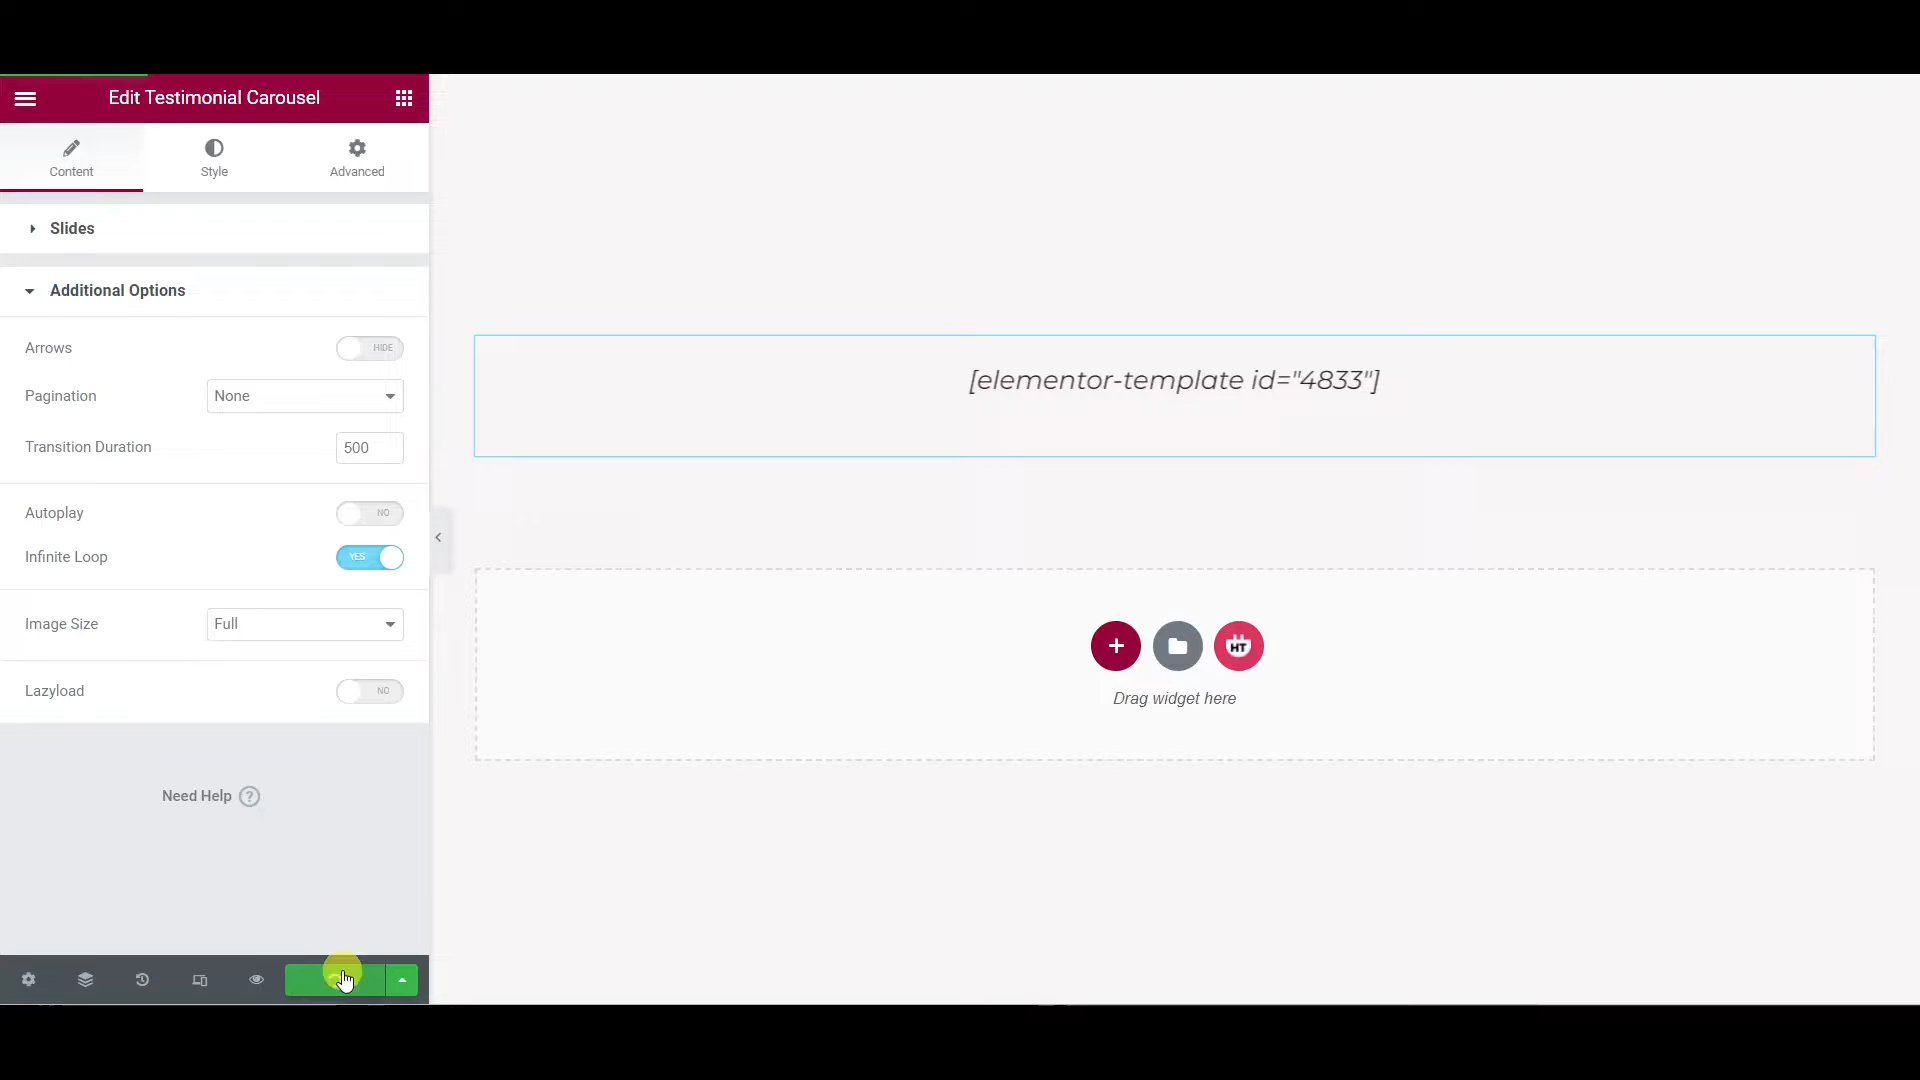 Edit Testimonial Carousel
Content
Style
Advanced
Slides
Additional Options
Arrows
HIDE
Pagination
None
Transition Duration
500
Autoplay
NO
Infinite Loop
YES
Image Size
Full
Lazyload
NO
Need Help ?
[elementor-template id="4833"]
HT
Drag widget here